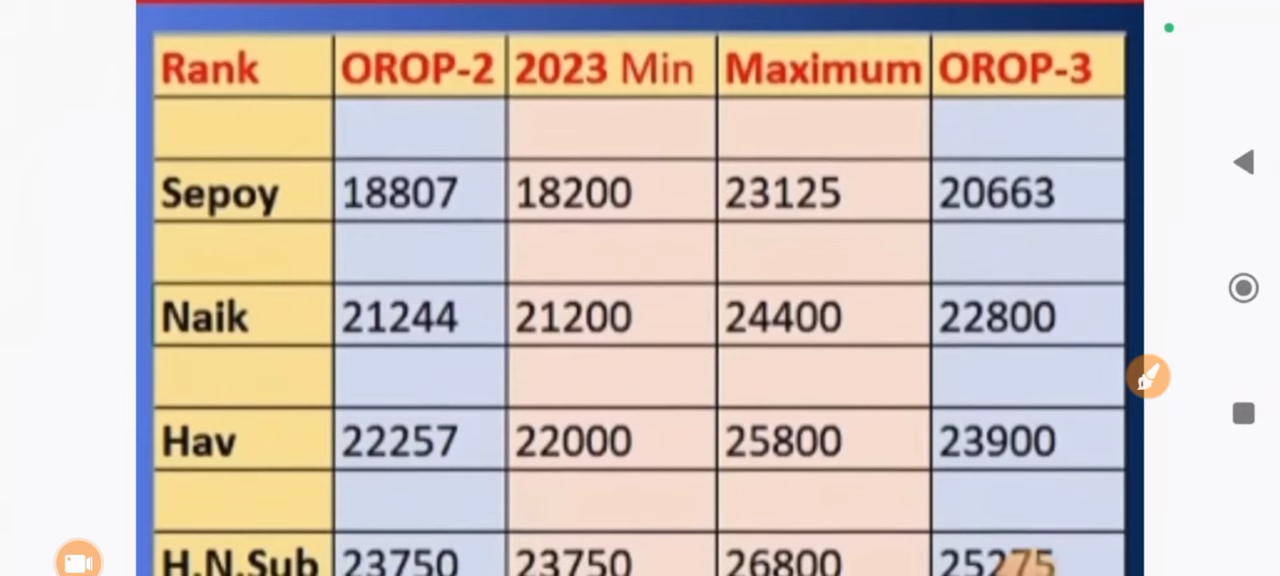 Rank OROP-2 2023 Min Maximum OROP-3
Sepoy 18807 18200 23125 20663
Naik 21244 21200 24400 22800
Hav 22257 22000 25800 23900
H.N.Sub 23750 23750 26800 25275